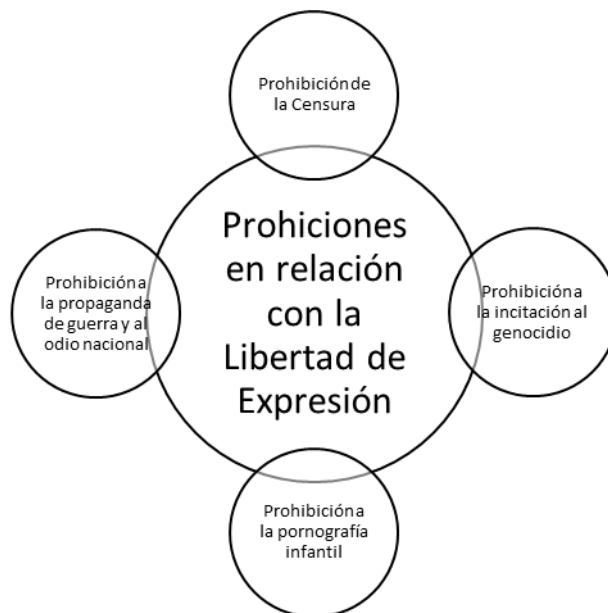 Prohibición de
la Censura
Prohiciones
en relación
con la
Libertad de
Expresión
Prohibición a
la propaganda
de guerra y al
odio nacional
Prohibición a
la incitación al
genocidio
Prohibición a
la pornografía
infantil